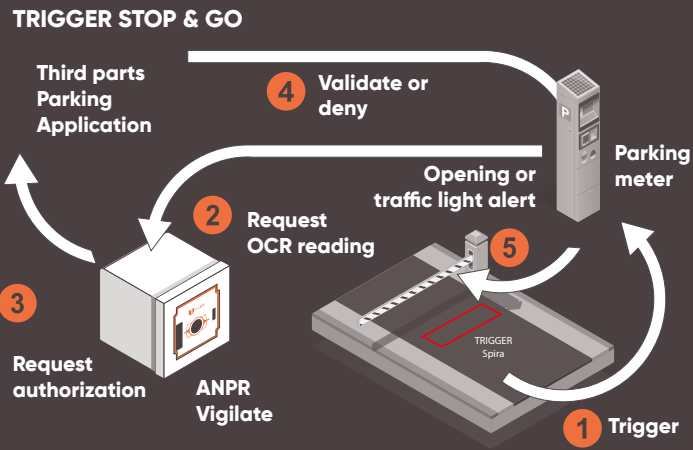 TRIGGER STOP & GO
Third parts
Parking
Application
4
Validate or
deny
P
Parking
meter
Opening or
traffic light alert
2
Request
OCR reading
5
3
TRIGGER
Spira
Request
authorization
ANPR
Vigilate
1
Trigger